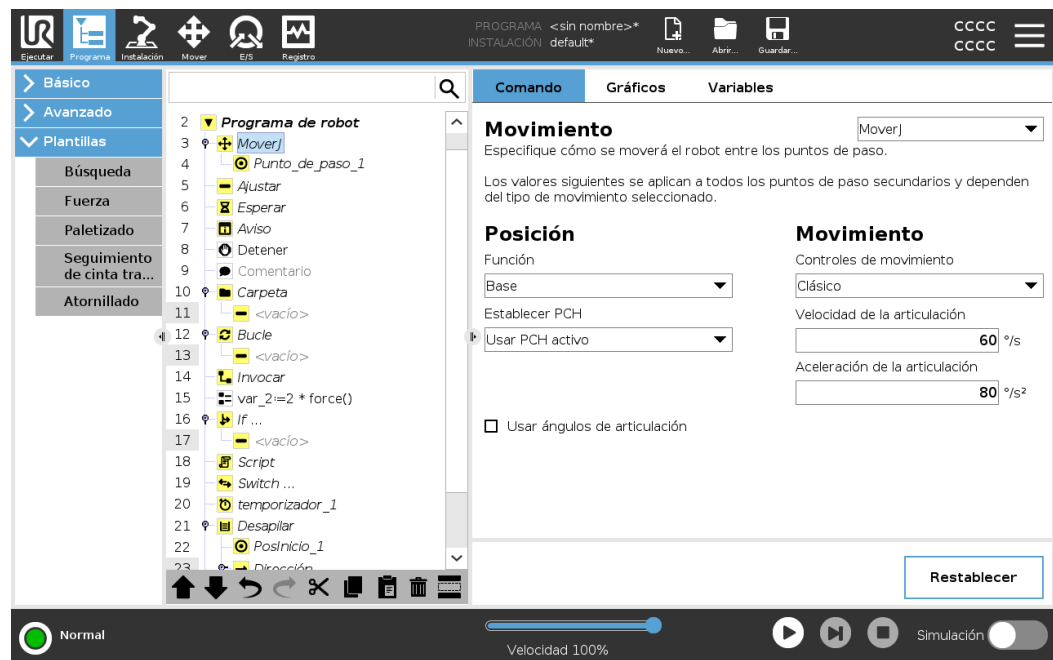 PROGRAMA <sin nombre>*
INSTALACIÓN default*
CCCC
CCCC
Ejecutar
Programa
Instalación
Mover
E/S
Registro
Nuevo...
Abrir...
Guardar...
Básico
Avanzado
Plantillas
Búsqueda
Fuerza
Paletizado
Seguimiento
de cinta tra...
Atornillado
2 Programa de robot
3 MoverJ
4 Punto_de_paso_1
5 Ajustar
6 Esperar
7 Aviso
8 Detener
9 Comentario
10 Carpeta
11 <vacío>
12 Bucle
13 <vacío>
14 Invocar
15 var_2≔2 * force()
16 If ...
17 <vacío>
18 Script
19 Switch ...
20 temporizador_1
21 Desapilar
22 PosInicio_1
23 Dirección
Comando
Gráficos
Variables
Movimiento
MoverJ
Especifique cómo se moverá el robot entre los puntos de paso.
Los valores siguientes se aplican a todos los puntos de paso secundarios y dependen
del tipo de movimiento seleccionado.
Posición
Función
Base
Establecer PCH
Usar PCH activo
Usar ángulos de articulación
Movimiento
Controles de movimiento
Clásico
Velocidad de la articulación
60 °/s
Aceleración de la articulación
80 °/s²
Restablecer
Normal
Velocidad 100%
Simulación